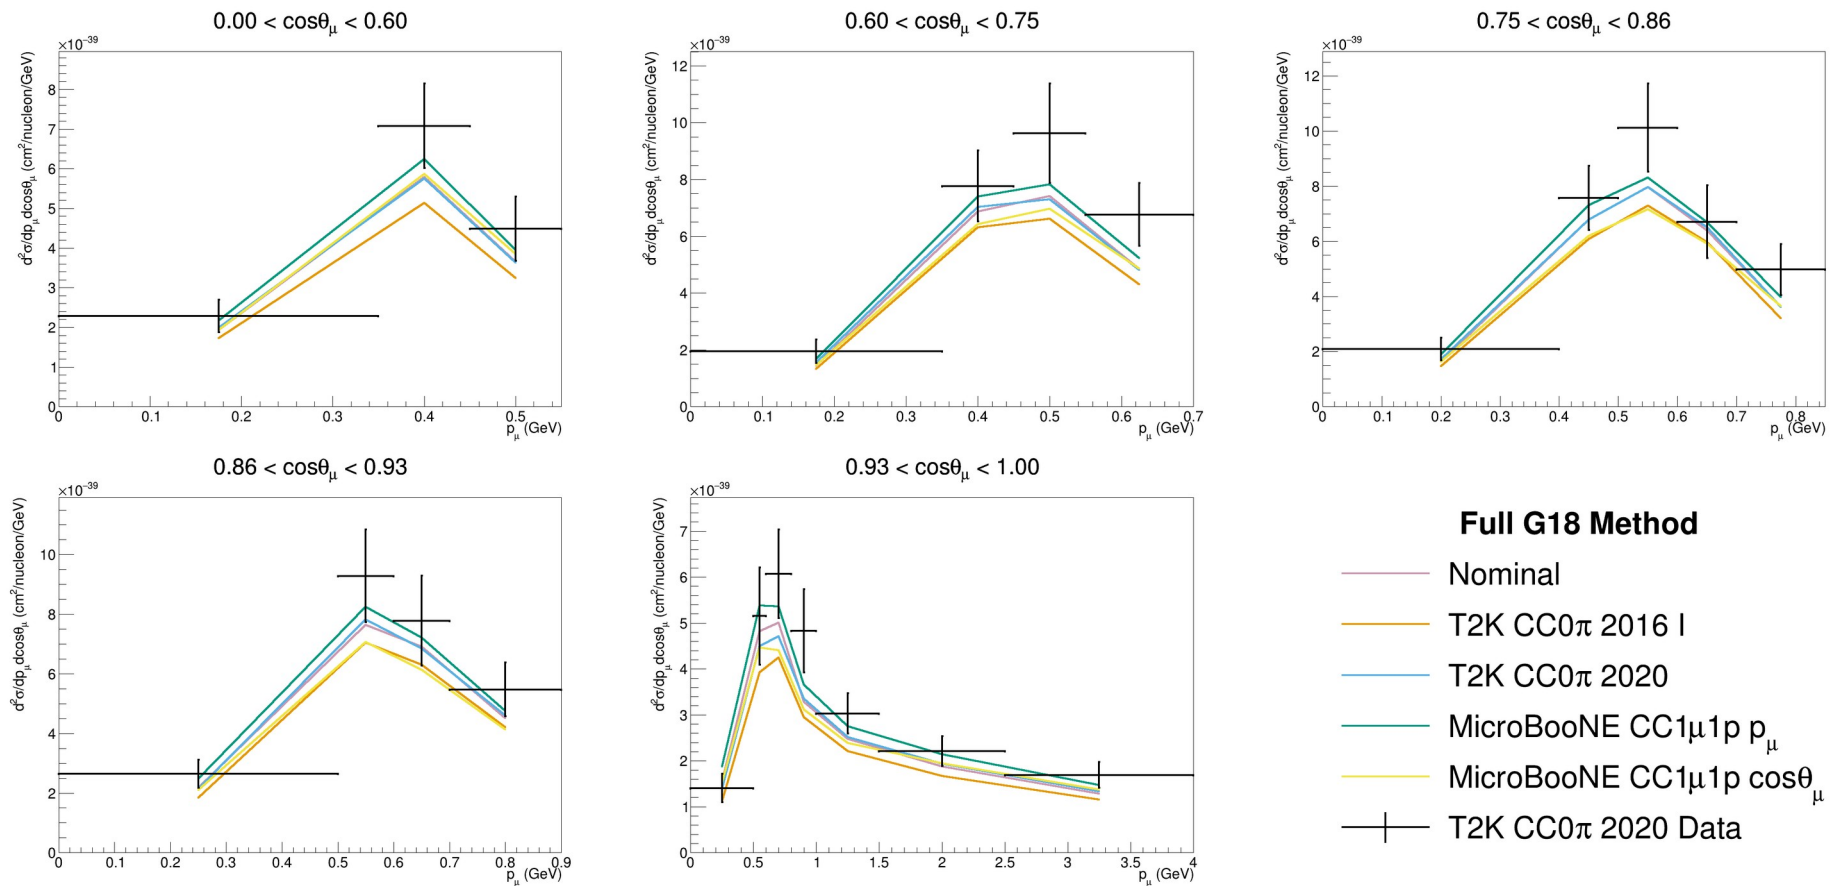 0.00 < cosθμ < 0.60
×10⁻³⁹
d²σ/dpμ dcosθμ (cm²/nucleon/GeV)
8
7
6
5
4
3
2
1
0
0 0.1 0.2 0.3 0.4 0.5
pμ (GeV)
0.60 < cosθμ < 0.75
×10⁻³⁹
d²σ/dpμ dcosθμ (cm²/nucleon/GeV)
12
10
8
6
4
2
0
0 0.1 0.2 0.3 0.4 0.5 0.6 0.7
pμ (GeV)
0.75 < cosθμ < 0.86
×10⁻³⁹
d²σ/dpμ dcosθμ (cm²/nucleon/GeV)
12
10
8
6
4
2
0
0 0.1 0.2 0.3 0.4 0.5 0.6 0.7 0.8
pμ (GeV)
0.86 < cosθμ < 0.93
×10⁻³⁹
d²σ/dpμ dcosθμ (cm²/nucleon/GeV)
10
8
6
4
2
0
0 0.1 0.2 0.3 0.4 0.5 0.6 0.7 0.8 0.9
pμ (GeV)
0.93 < cosθμ < 1.00
×10⁻³⁹
d²σ/dpμ dcosθμ (cm²/nucleon/GeV)
7
6
5
4
3
2
1
0
0 0.5 1 1.5 2 2.5 3 3.5 4
pμ (GeV)
Full G18 Method
Nominal
T2K CC0π 2016 I
T2K CC0π 2020
MicroBooNE CC1μ1p pμ
MicroBooNE CC1μ1p cosθμ
T2K CC0π 2020 Data